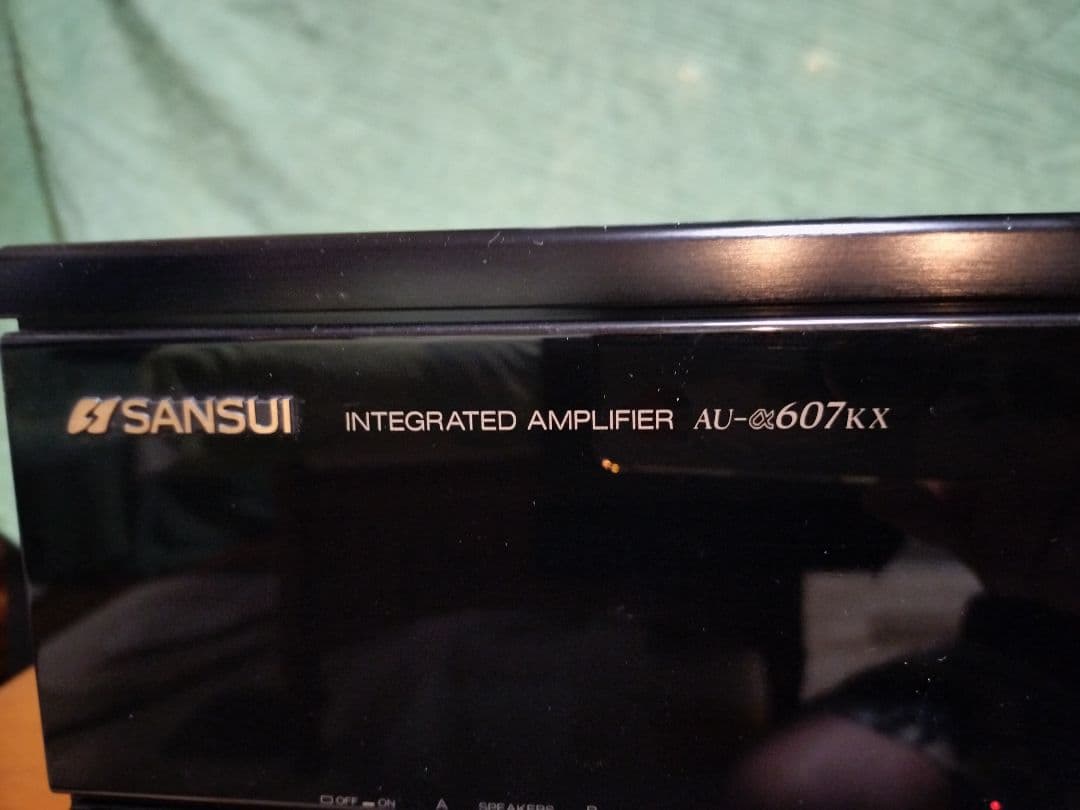 SANSUI INTEGRATED AMPLIFIER AU-α607KX
OFF ON A SPEAKERS B